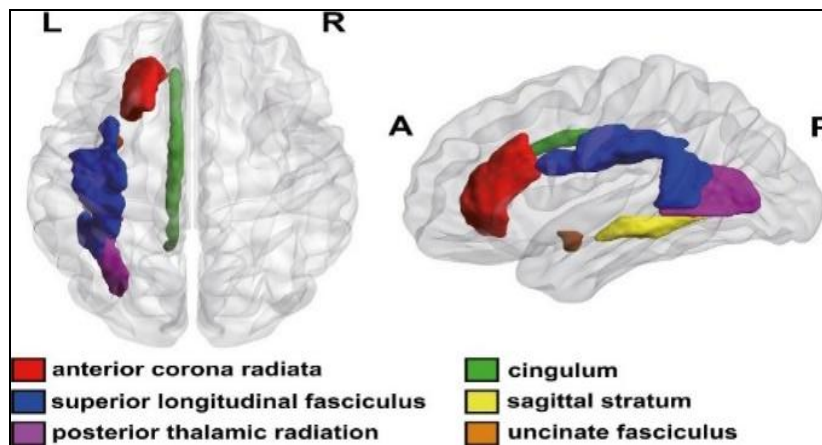 L R
A P
anterior corona radiata cingulum
superior longitudinal fasciculus sagittal stratum
posterior thalamic radiation uncinate fasciculus